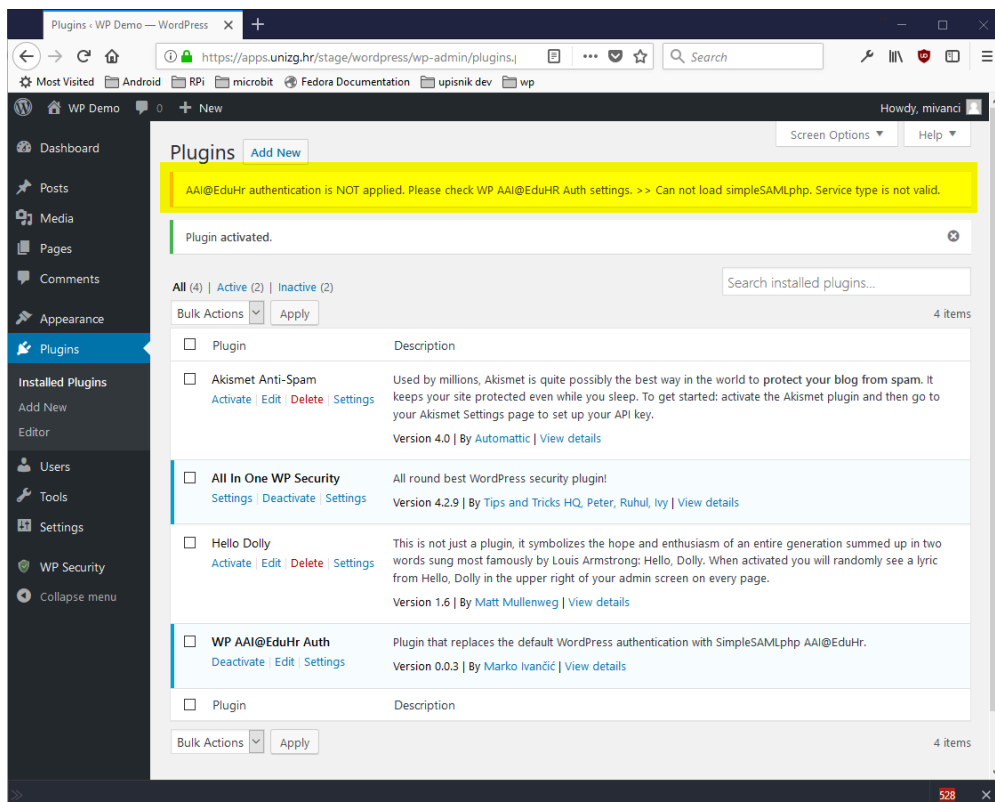 Plugins ‹ WP Demo — WordPress
https://apps.unizg.hr/stage/wordpress/wp-admin/plugins.
Search
Most Visited Android RPi microbit Fedora Documentation upisnik dev wp
WP Demo 0 New
Howdy, mivanci
Dashboard
Posts
Media
Pages
Comments
Appearance
Plugins
Installed Plugins
Add New
Editor
Users
Tools
Settings
WP Security
Collapse menu
Screen Options Help
Plugins Add New
AAI@EduHr authentication is NOT applied. Please check WP AAI@EduHR Auth settings. >> Can not load simpleSAMLphp. Service type is not valid.
Plugin activated.
All (4) | Active (2) | Inactive (2)
Search installed plugins...
Bulk Actions Apply
4 items
Plugin Description
Akismet Anti-Spam
Activate | Edit | Delete | Settings
Used by millions, Akismet is quite possibly the best way in the world to protect your blog from spam. It
keeps your site protected even while you sleep. To get started: activate the Akismet plugin and then go to
your Akismet Settings page to set up your API key.
Version 4.0 | By Automattic | View details
All In One WP Security
Settings | Deactivate | Settings
All round best WordPress security plugin!
Version 4.2.9 | By Tips and Tricks HQ, Peter, Ruhul, Ivy | View details
Hello Dolly
Activate | Edit | Delete | Settings
This is not just a plugin, it symbolizes the hope and enthusiasm of an entire generation summed up in two
words sung most famously by Louis Armstrong: Hello, Dolly. When activated you will randomly see a lyric
from Hello, Dolly in the upper right of your admin screen on every page.
Version 1.6 | By Matt Mullenweg | View details
WP AAI@EduHr Auth
Deactivate | Edit | Settings
Plugin that replaces the default WordPress authentication with SimpleSAMLphp AAI@EduHr.
Version 0.0.3 | By Marko Ivančić | View details
Plugin Description
Bulk Actions Apply
4 items
528